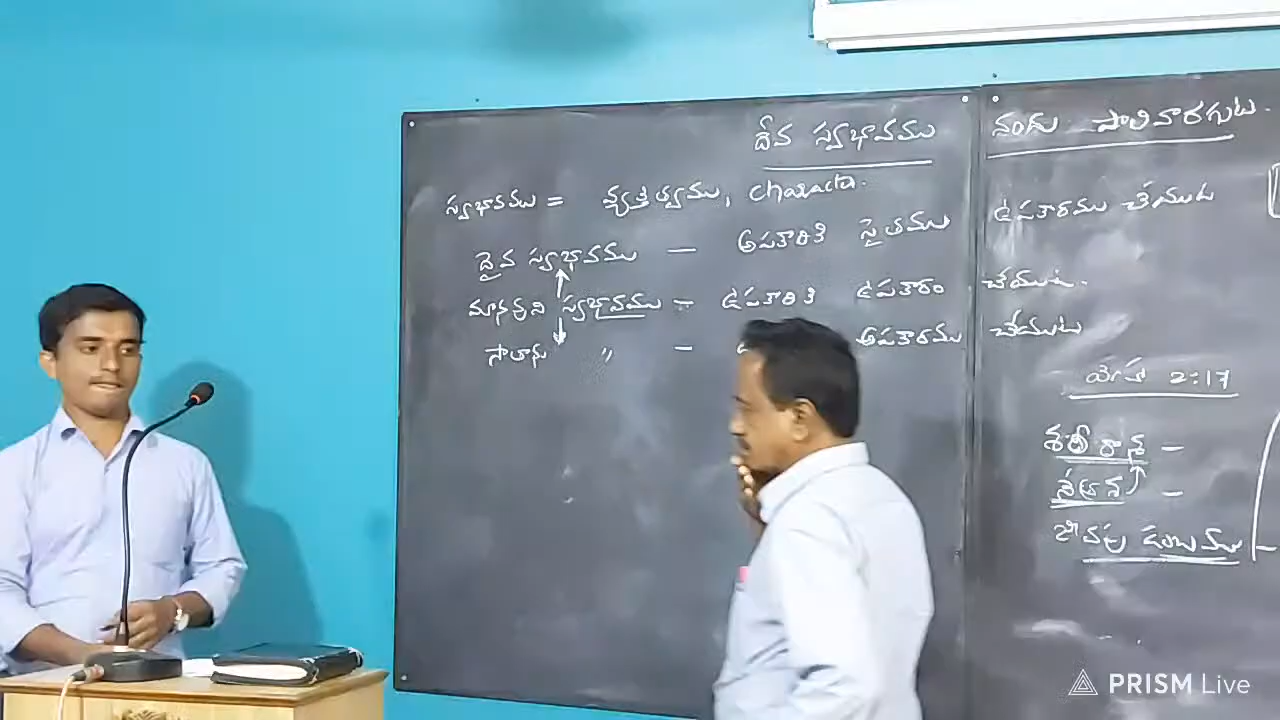 దేవ స్వభావము నందు పాలివారగుట.
స్వభావము = వ్యక్తిత్వము, character.
దైవ స్వభావము - అపకారికి సైతము ఉపకారము చేయుట
మానవుని స్వభావము - ఉపకారికి ఉపకారం చేయుట.
సాతాను " - అపకారము చేయుట
యోహా 2:17
శరీరాశ -
నేత్రాశ -
జీవపు డంబము -
PRISM Live